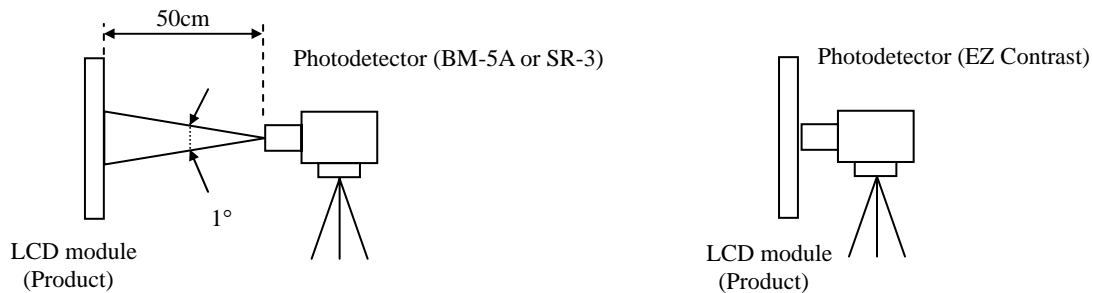 50cm
Photodetector (BM-5A or SR-3)
1°
LCD module
(Product)
Photodetector (EZ Contrast)
LCD module
(Product)